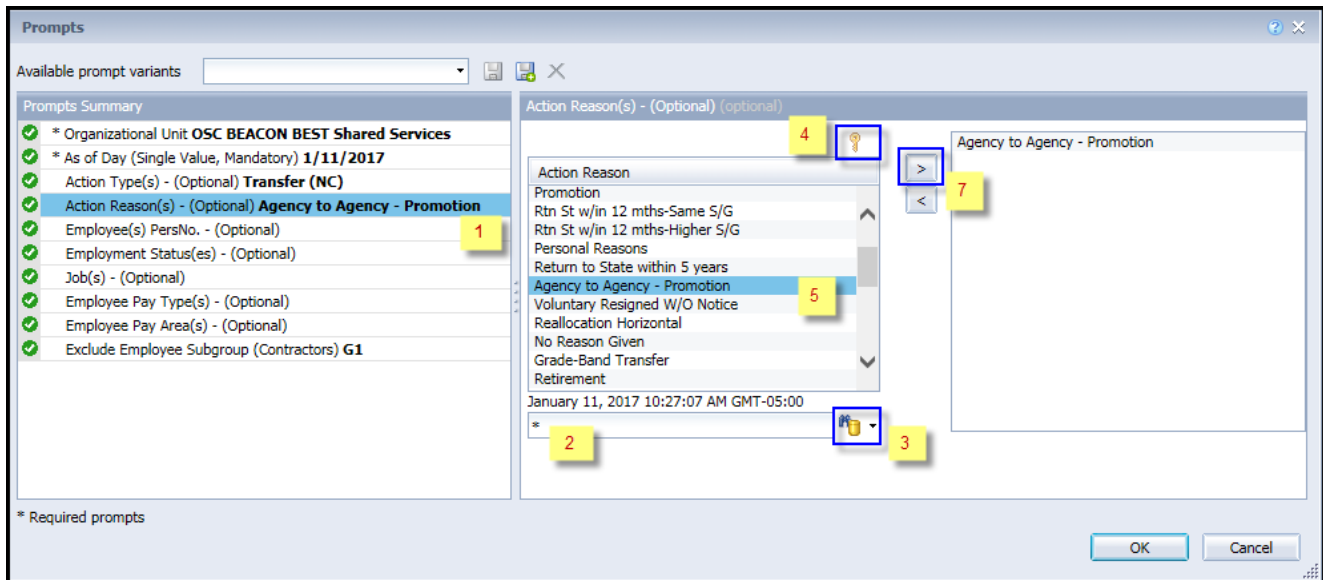 Prompts
Available prompt variants
Prompts Summary
* Organizational Unit OSC BEACON BEST Shared Services
* As of Day (Single Value, Mandatory) 1/11/2017
Action Type(s) - (Optional) Transfer (NC)
Action Reason(s) - (Optional) Agency to Agency - Promotion
1
Employee(s) PersNo. - (Optional)
Employment Status(es) - (Optional)
Job(s) - (Optional)
Employee Pay Type(s) - (Optional)
Employee Pay Area(s) - (Optional)
Exclude Employee Subgroup (Contractors) G1
Action Reason(s) - (Optional) (optional)
4
Action Reason
Promotion
Rtn St w/in 12 mths-Same S/G
Rtn St w/in 12 mths-Higher S/G
Personal Reasons
Return to State within 5 years
Agency to Agency - Promotion
5
Voluntary Resigned W/O Notice
Reallocation Horizontal
No Reason Given
Grade-Band Transfer
Retirement
January 11, 2017 10:27:07 AM GMT-05:00
*
2
3
>
7
<
Agency to Agency - Promotion
* Required prompts
OK
Cancel